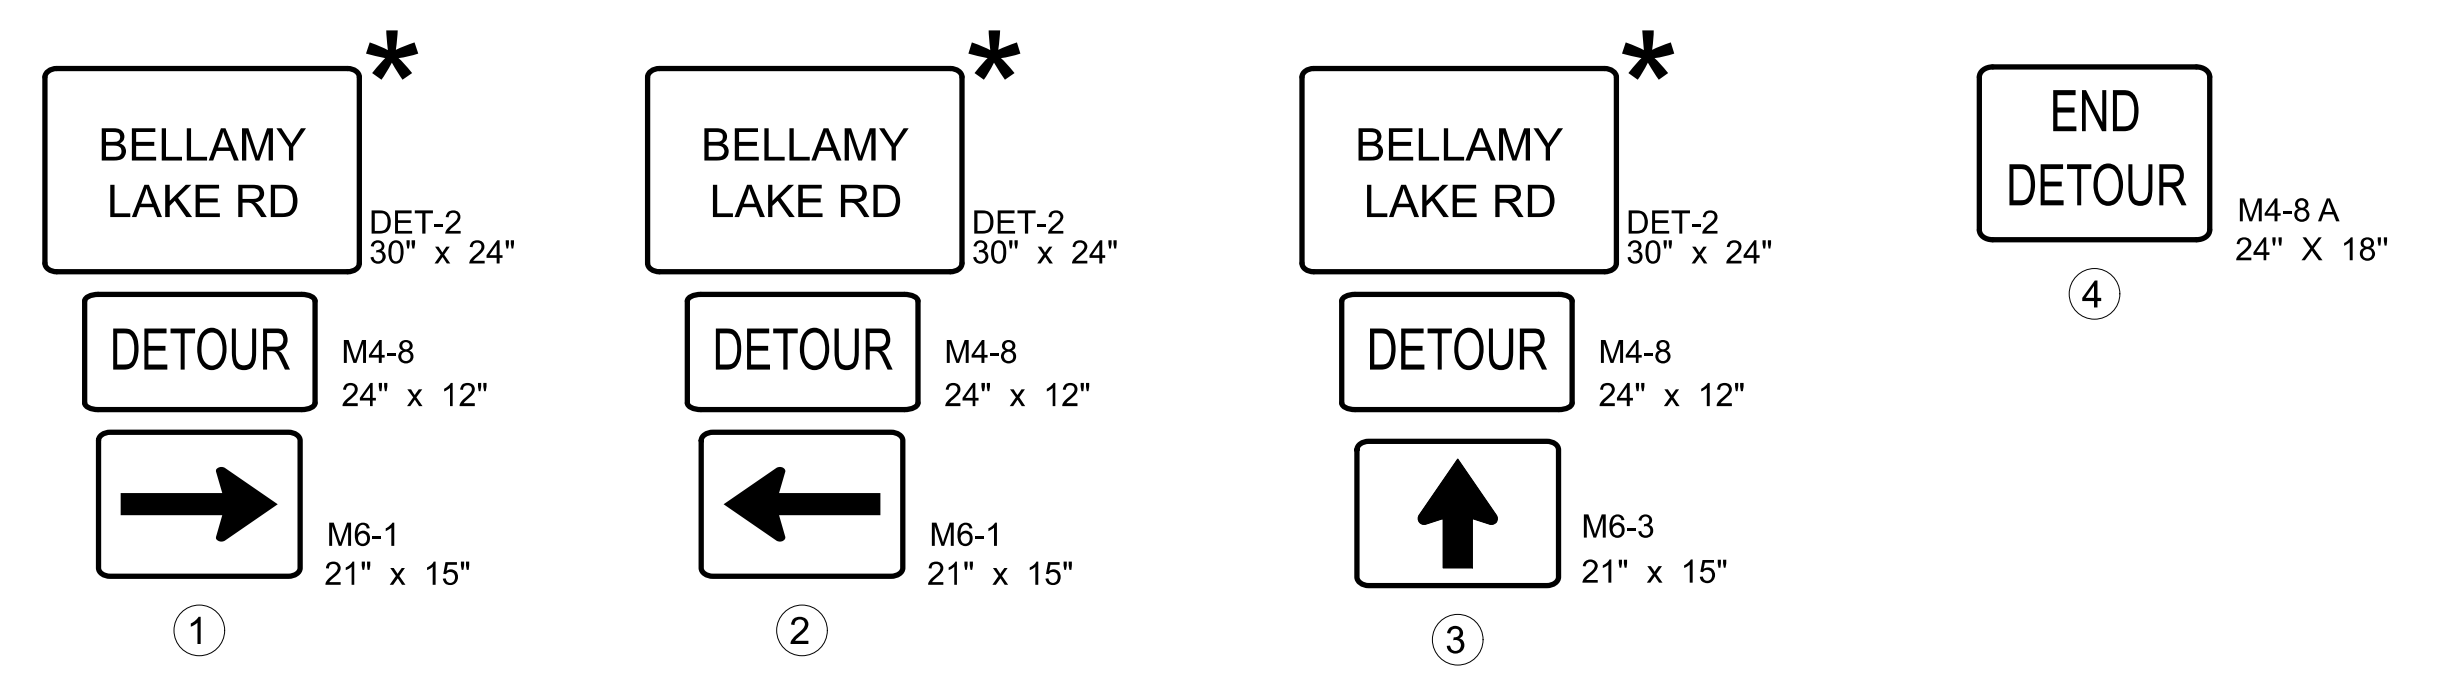 *
BELLAMY
LAKE RD
DET-2
30" x 24"
DETOUR
M4-8
24" x 12"
M6-1
21" x 15"
1
*
BELLAMY
LAKE RD
DET-2
30" x 24"
DETOUR
M4-8
24" x 12"
M6-1
21" x 15"
2
*
BELLAMY
LAKE RD
DET-2
30" x 24"
DETOUR
M4-8
24" x 12"
M6-3
21" x 15"
3
END
DETOUR
M4-8 A
24" X 18"
4